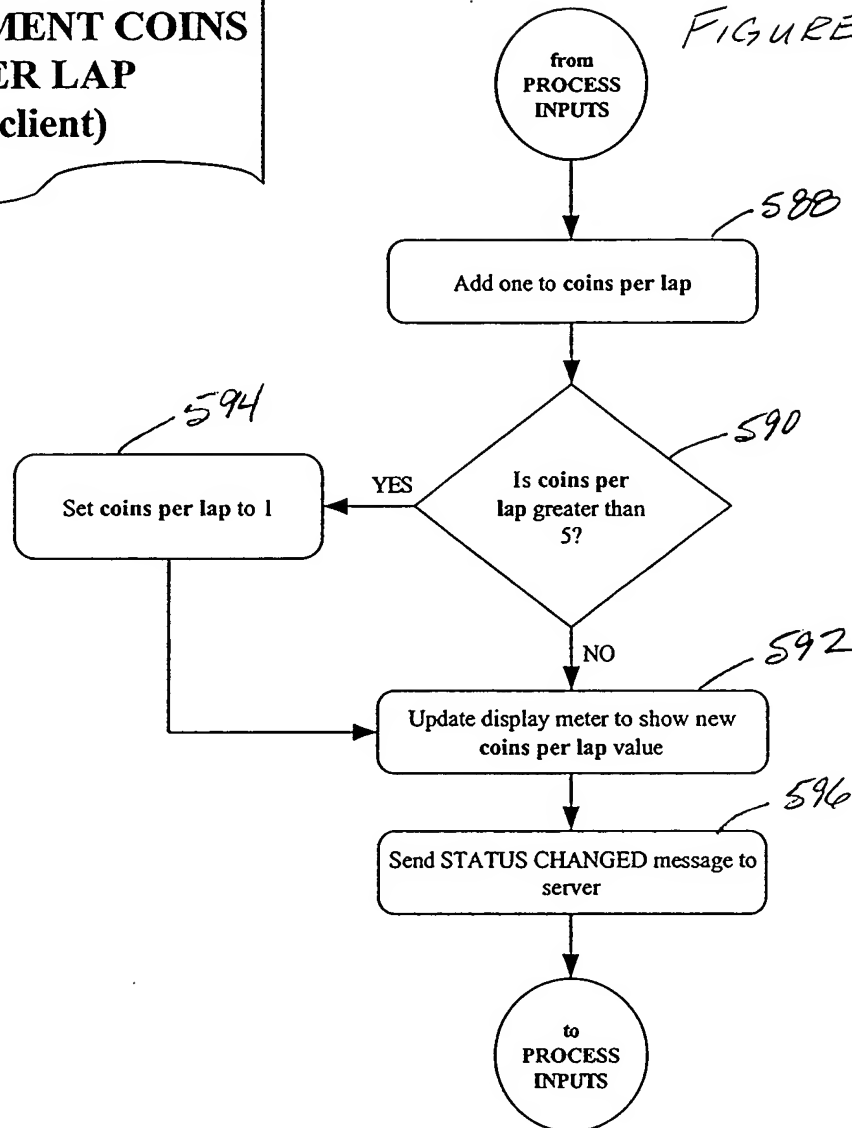 COINS
LAP
client)
FIGURE
from
PROCESS
INPUTS
588
Add one to coins per lap
594
590
Set coins per lap to 1
YES
Is coins per
lap greater than
5?
NO
592
Update display meter to show new
coins per lap value
596
Send STATUS CHANGED message to
server
to
PROCESS
INPUTS